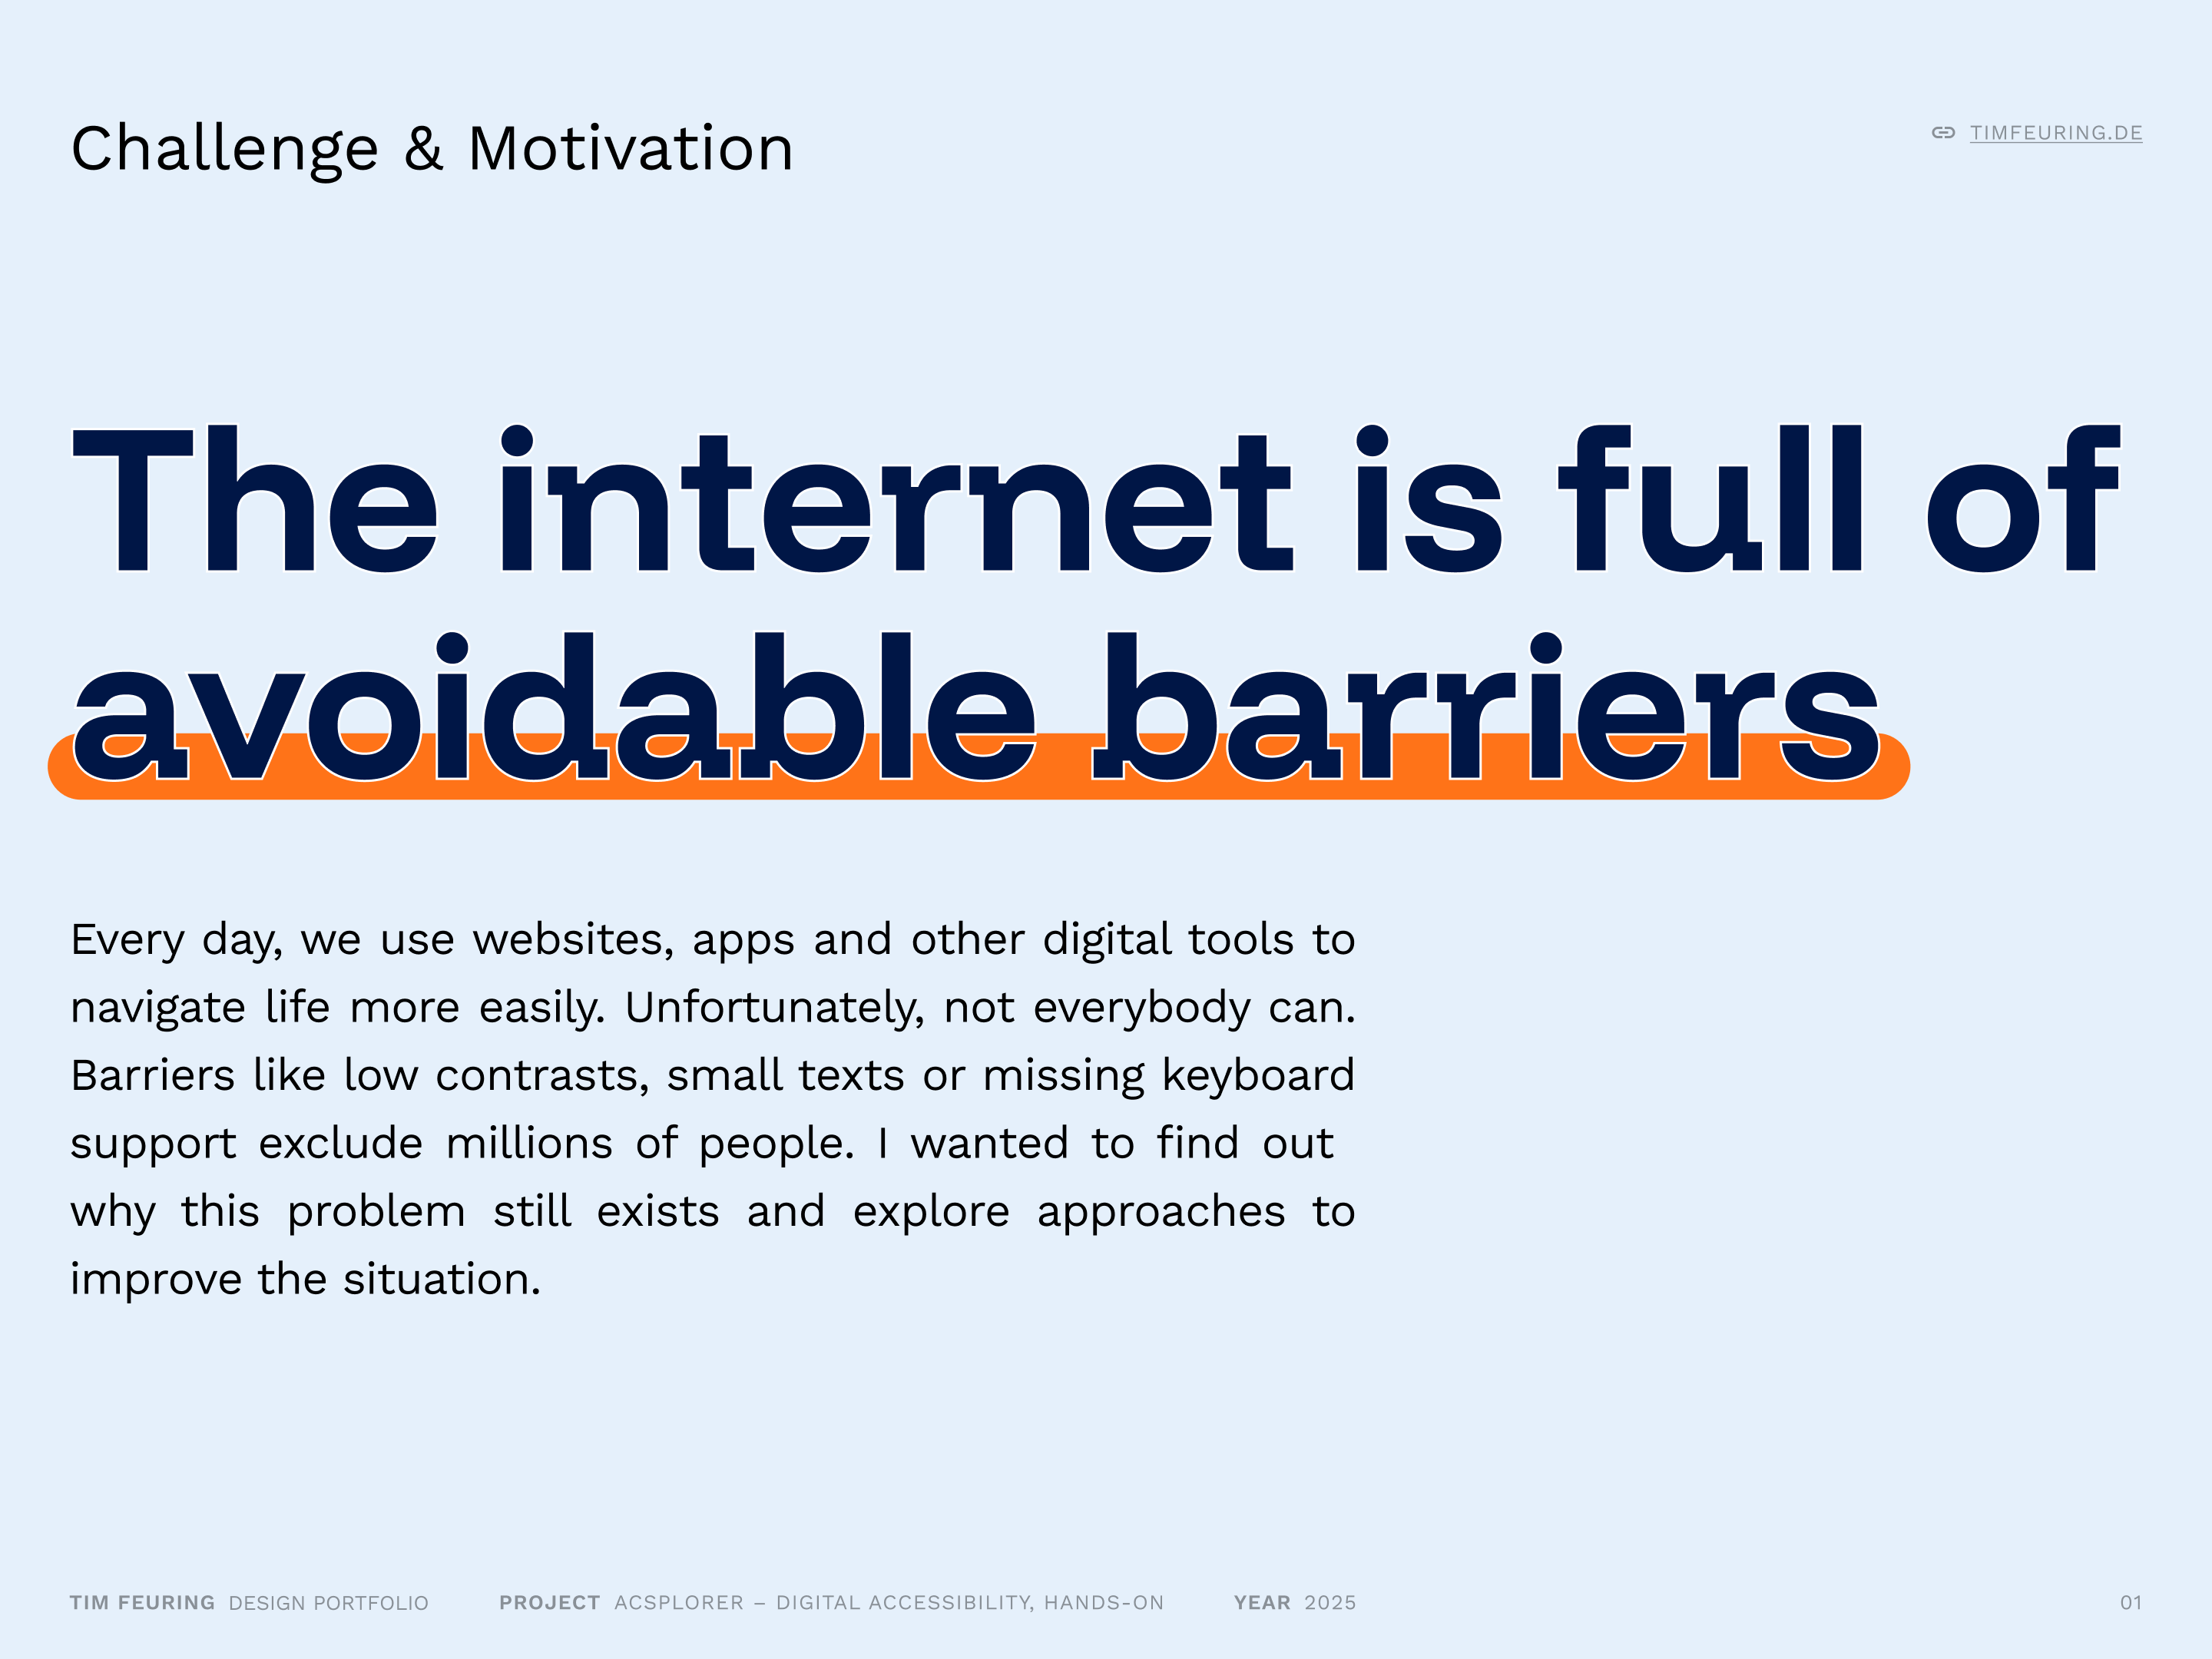 Challenge & Motivation
TIMFEURING.DE
The internet is full of
avoidable barriers
Every day, we use websites, apps and other digital tools to
navigate life more easily. Unfortunately, not everybody can.
Barriers like low contrasts, small texts or missing keyboard
support exclude millions of people. I wanted to find out
why this problem still exists and explore approaches to
improve the situation.
TIM FEURING DESIGN PORTFOLIO PROJECT ACSPLORER – DIGITAL ACCESSIBILITY, HANDS-ON YEAR 2025 01